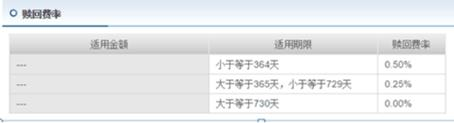 赎回费率
适用金额 适用期限 赎回费率
--- 小于等于364天 0.50%
--- 大于等于365天，小于等于729天 0.25%
--- 大于等于730天 0.00%